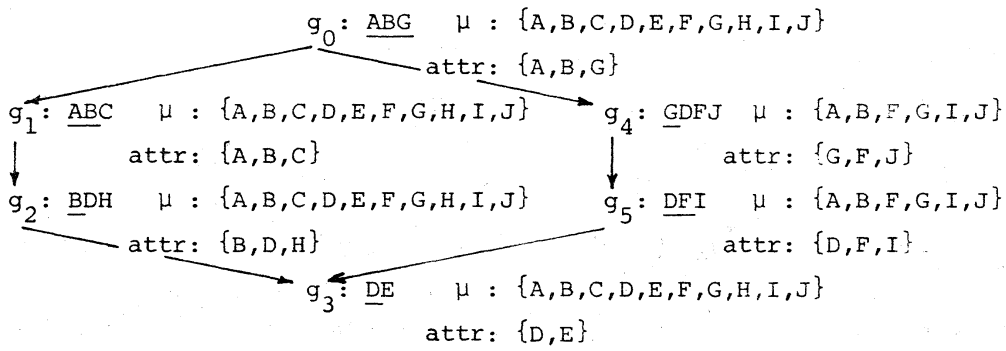 g₀: ABG μ : {A,B,C,D,E,F,G,H,I,J}
attr: {A,B,G}
g₁: ABC μ : {A,B,C,D,E,F,G,H,I,J} g₄: GDFJ μ : {A,B,F,G,I,J}
attr: {A,B,C} attr: {G,F,J}
g₂: BDH μ : {A,B,C,D,E,F,G,H,I,J} g₅: DFI μ : {A,B,F,G,I,J}
attr: {B,D,H} attr: {D,F,I}
g₃: DE μ : {A,B,C,D,E,F,G,H,I,J}
attr: {D,E}